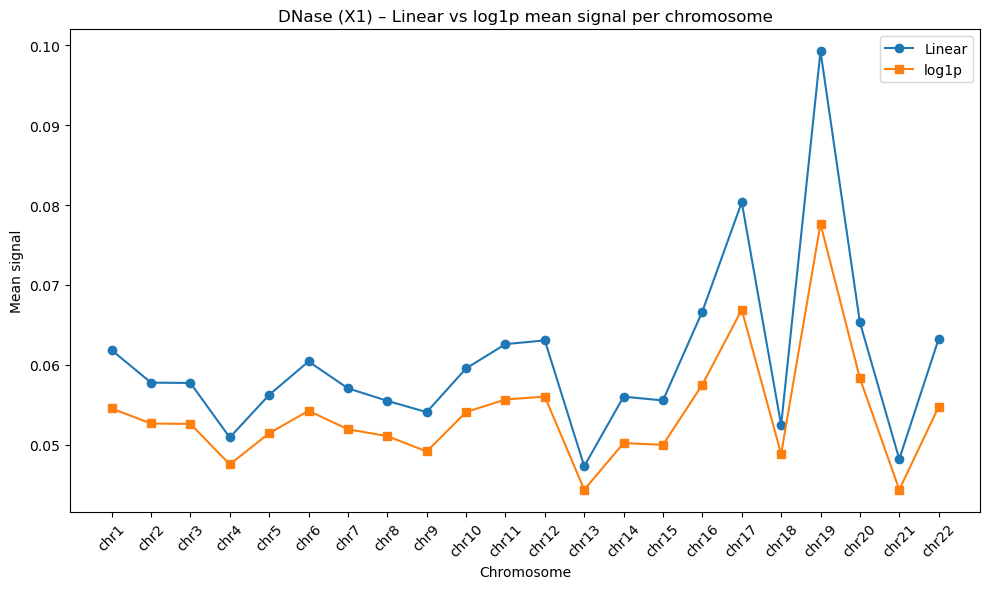 DNase (X1) – Linear vs log1p mean signal per chromosome
Linear
log1p
Mean signal
0.10
0.09
0.08
0.07
0.06
0.05
chr1 chr2 chr3 chr4 chr5 chr6 chr7 chr8 chr9 chr10 chr11 chr12 chr13 chr14 chr15 chr16 chr17 chr18 chr19 chr20 chr21 chr22
Chromosome